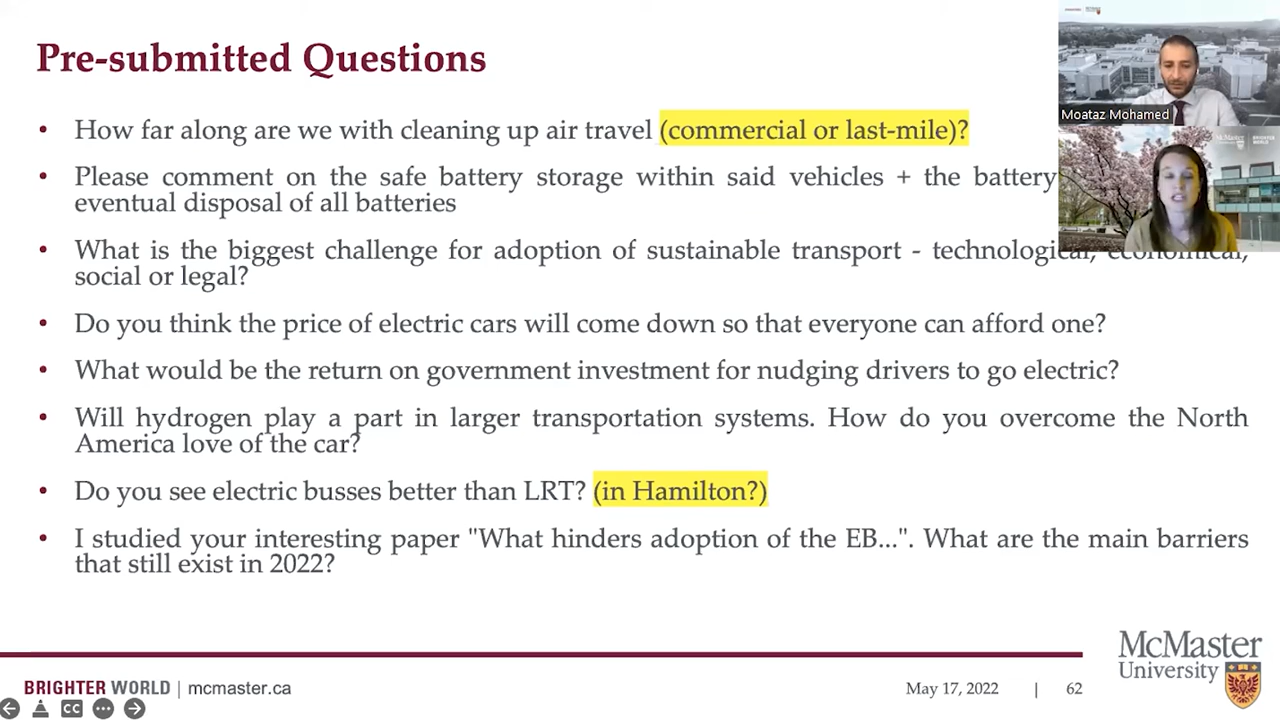 Pre-submitted Questions
• How far along are we with cleaning up air travel (commercial or last-mile)?
• Please comment on the safe battery storage within said vehicles + the battery
eventual disposal of all batteries
• What is the biggest challenge for adoption of sustainable transport - technological, economical,
social or legal?
• Do you think the price of electric cars will come down so that everyone can afford one?
• What would be the return on government investment for nudging drivers to go electric?
• Will hydrogen play a part in larger transportation systems. How do you overcome the North
America love of the car?
• Do you see electric busses better than LRT? (in Hamilton?)
• I studied your interesting paper "What hinders adoption of the EB...". What are the main barriers
that still exist in 2022?
Moataz Mohamed
McMaster
University
BRIGHTER WORLD | mcmaster.ca
May 17, 2022 | 62
CC